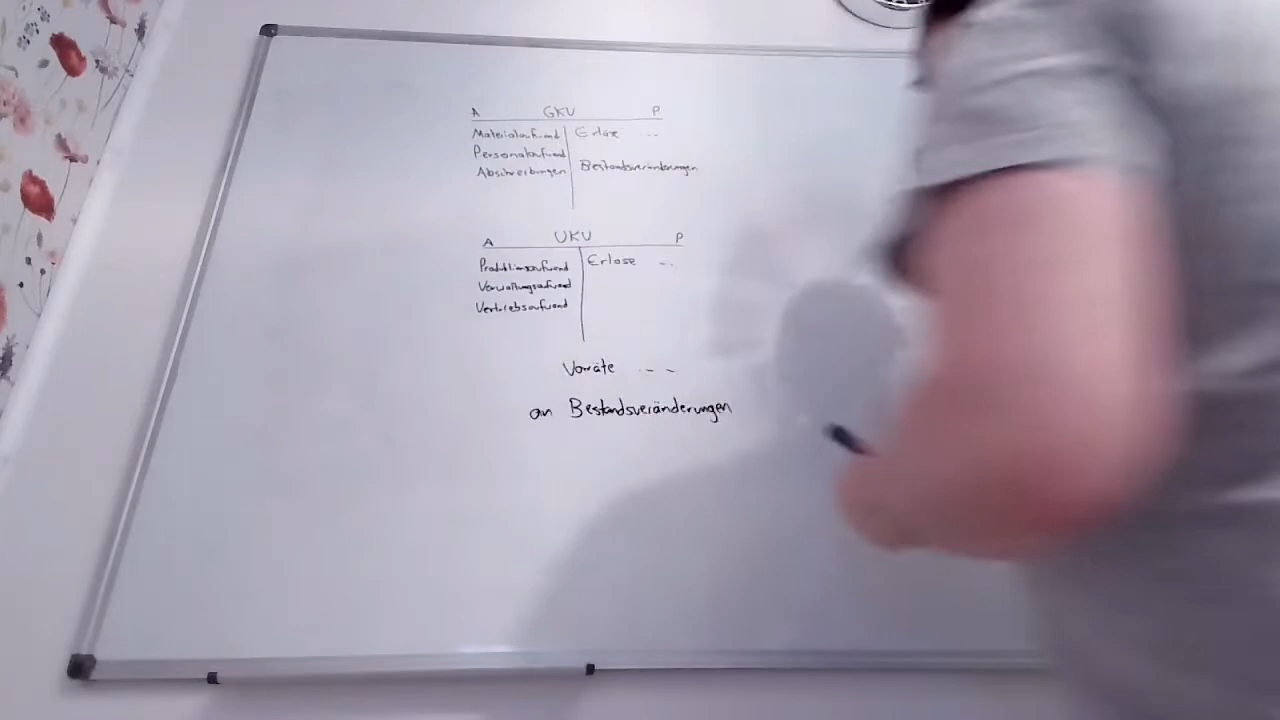 A GKV P
Materialaufwand Erlöse ...
Personalaufwand
Abschreibungen Bestandsveränderungen
A UKV P
Produktionsaufwand Erlöse ...
Verwaltungsaufwand
Vertriebsaufwand
Vorräte ---
an Bestandsveränderungen